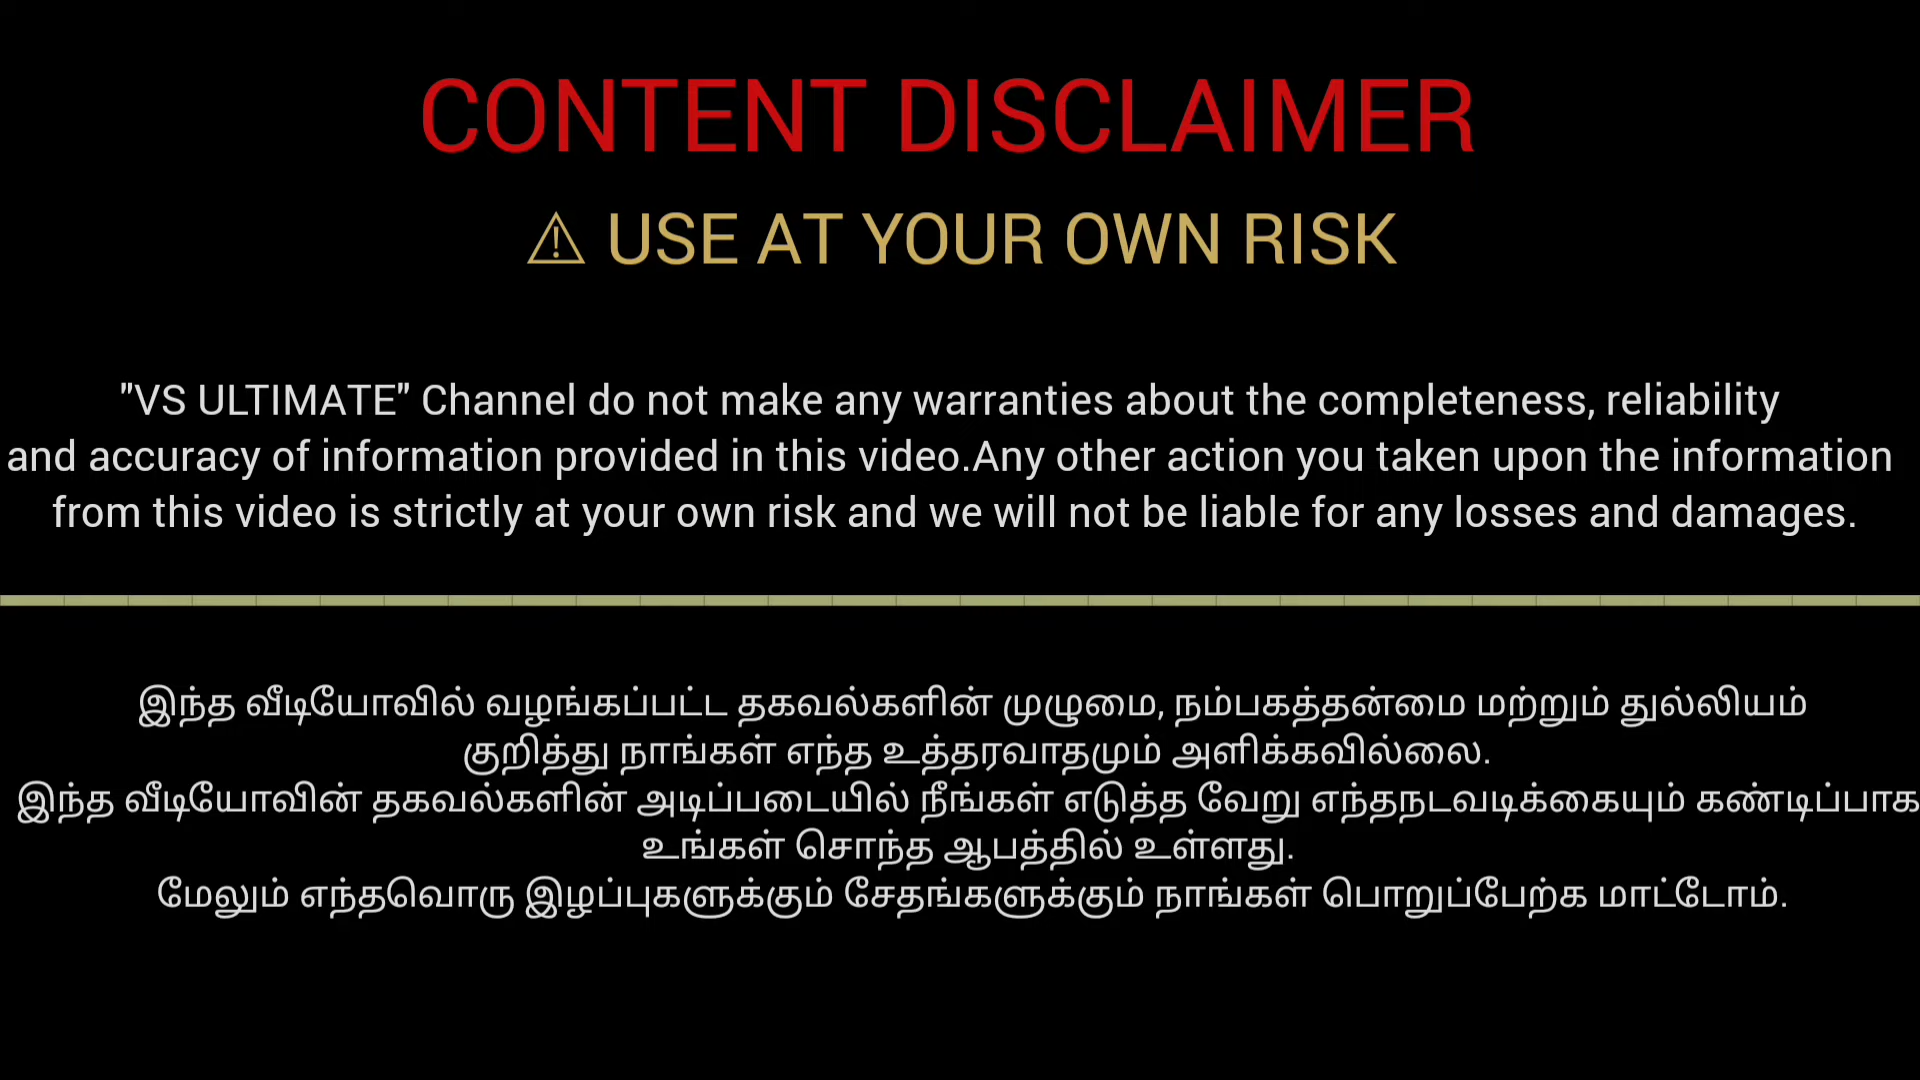 CONTENT DISCLAIMER
⚠ USE AT YOUR OWN RISK
"VS ULTIMATE" Channel do not make any warranties about the completeness, reliability
and accuracy of information provided in this video.Any other action you taken upon the information
from this video is strictly at your own risk and we will not be liable for any losses and damages.
இந்த வீடியோவில் வழங்கப்பட்ட தகவல்களின் முழுமை, நம்பகத்தன்மை மற்றும் துல்லியம்
குறித்து நாங்கள் எந்த உத்தரவாதமும் அளிக்கவில்லை.
இந்த வீடியோவின் தகவல்களின் அடிப்படையில் நீங்கள் எடுத்த வேறு எந்தநடவடிக்கையும் கண்டிப்பாக
உங்கள் சொந்த ஆபத்தில் உள்ளது.
மேலும் எந்தவொரு இழப்புகளுக்கும் சேதங்களுக்கும் நாங்கள் பொறுப்பேற்க மாட்டோம்.